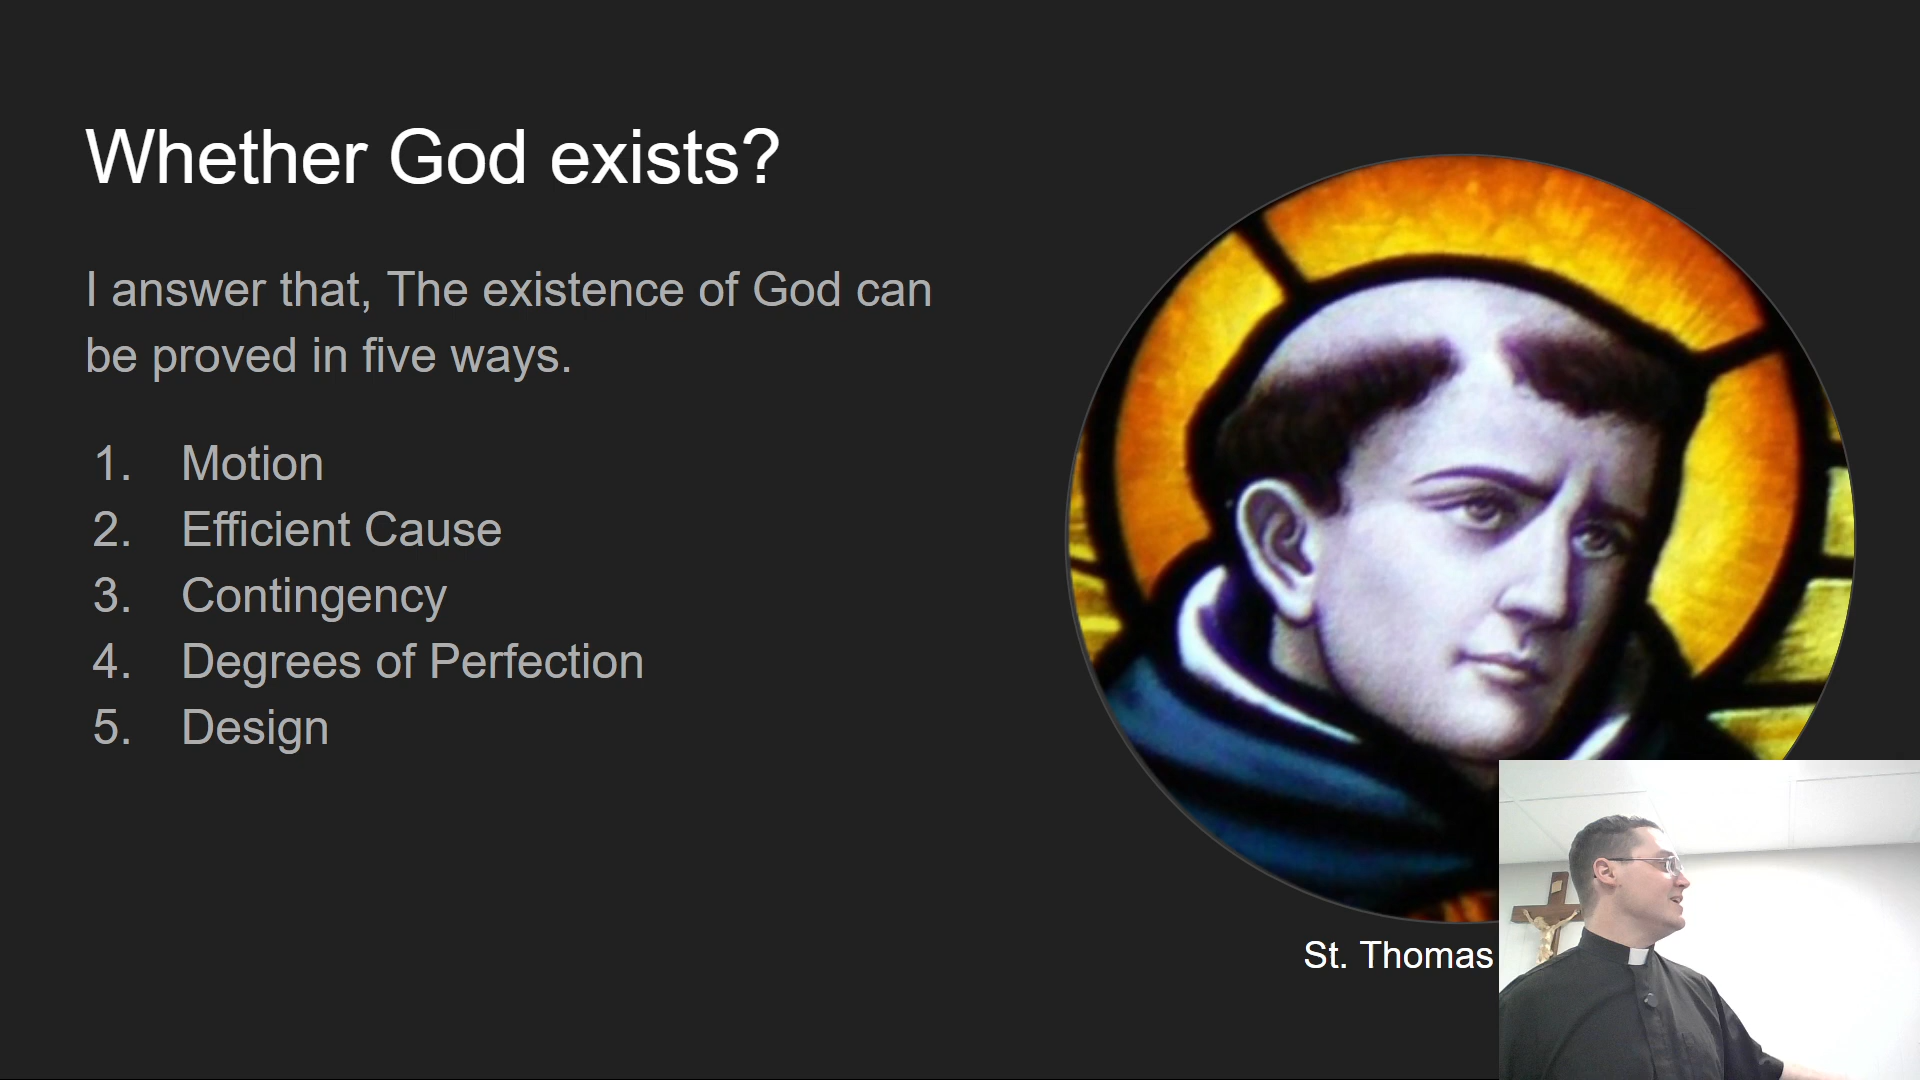 Whether God exists?
I answer that, The existence of God can
be proved in five ways.
1. Motion
2. Efficient Cause
3. Contingency
4. Degrees of Perfection
5. Design
St. Thomas